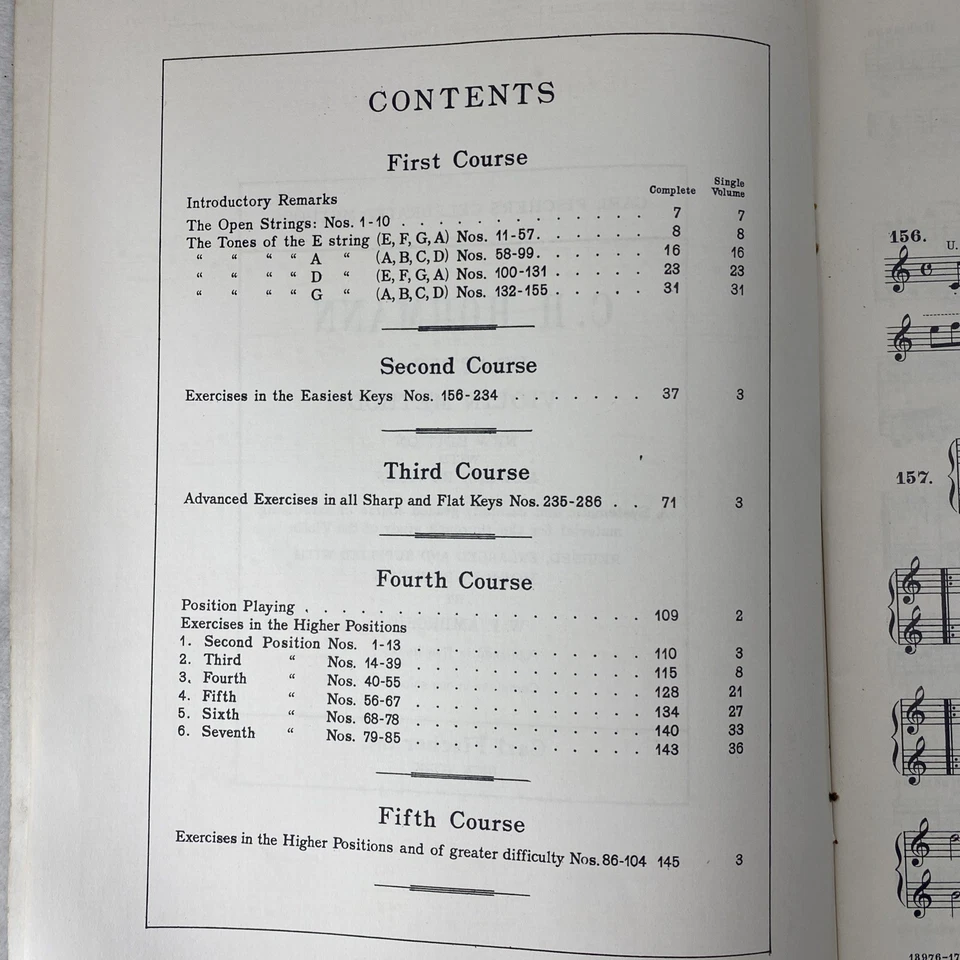 CONTENTS
First Course
Complete Single Volume
Introductory Remarks 7 7
The Open Strings: Nos. 1-10 . . . . . . . . . . . . . 8 8
The Tones of the E string (E, F, G, A) Nos. 11-57. . . . . . . 16 16
“ “ “ “ A “ (A, B, C, D) Nos. 58-99. . . . . . 23 23
“ “ “ “ D “ (E, F, G, A) Nos. 100-131 . . . . . 31 31
“ “ “ “ G “ (A, B, C, D) Nos. 132-155 . . . . .
Second Course
Exercises in the Easiest Keys Nos. 156-234 . . . . . . . 37 3
Third Course
Advanced Exercises in all Sharp and Flat Keys Nos. 235-286 . . 71 3
Fourth Course
Position Playing . . . . . . . . . . . . . 109 2
Exercises in the Higher Positions
1. Second Position Nos. 1-13 . . . . . . . . 110 3
2. Third “ Nos. 14-39 . . . . . . . . 115 8
3. Fourth “ Nos. 40-55 . . . . . . . . 128 21
4. Fifth “ Nos. 56-67 . . . . . . . . 134 27
5. Sixth “ Nos. 68-78 . . . . . . . . 140 33
6. Seventh “ Nos. 79-85 . . . . . . . . 143 36
Fifth Course
Exercises in the Higher Positions and of greater difficulty Nos. 86-104 145 3
156.
U.
157.